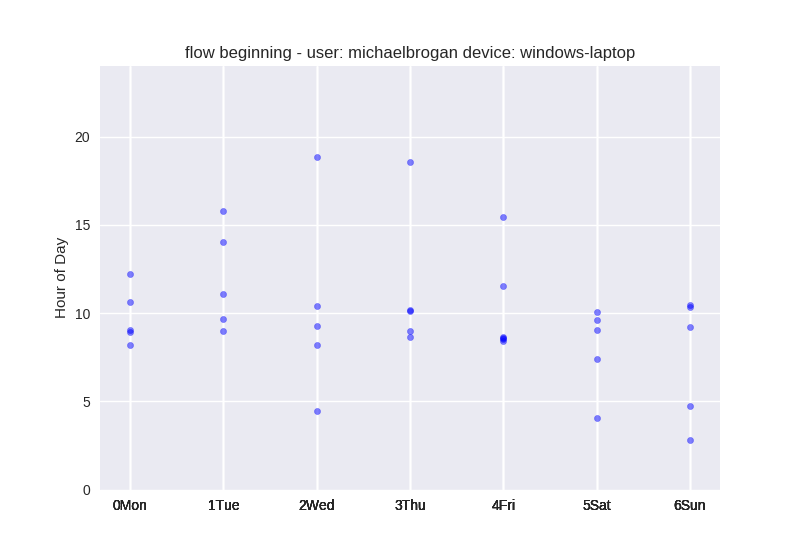 flow beginning - user: michaelbrogan device: windows-laptop
Hour of Day
20
15
10
5
0
0Mon 1Tue 2Wed 3Thu 4Fri 5Sat 6Sun